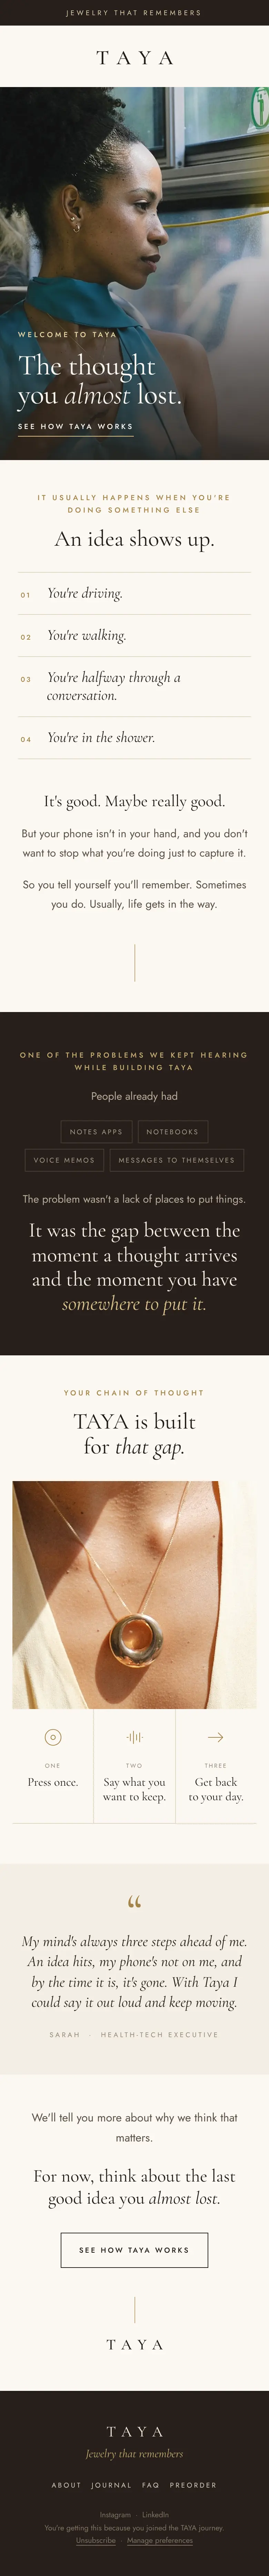 JEWELRY THAT REMEMBERS
TAYA
WELCOME TO TAYA
The thought
you almost lost.
SEE HOW TAYA WORKS
IT USUALLY HAPPENS WHEN YOU'RE
DOING SOMETHING ELSE
An idea shows up.
01 You're driving.
02 You're walking.
03 You're halfway through a
conversation.
04 You're in the shower.
It's good. Maybe really good.
But your phone isn't in your hand, and you don't
want to stop what you're doing just to capture it.
So you tell yourself you'll remember. Sometimes
you do. Usually, life gets in the way.
ONE OF THE PROBLEMS WE KEPT HEARING
WHILE BUILDING TAYA
People already had
NOTES APPS NOTEBOOKS
VOICE MEMOS MESSAGES TO THEMSELVES
The problem wasn't a lack of places to put things.
It was the gap between the
moment a thought arrives
and the moment you have
somewhere to put it.
YOUR CHAIN OF THOUGHT
TAYA is built
for that gap.
ONE
Press once.
TWO
Say what you
want to keep.
THREE
Get back
to your day.
“
My mind's always three steps ahead of me.
An idea hits, my phone's not on me, and
by the time it is, it's gone. With Taya I
could say it out loud and keep moving.
SARAH · HEALTH-TECH EXECUTIVE
We'll tell you more about why we think that
matters.
For now, think about the last
good idea you almost lost.
SEE HOW TAYA WORKS
TAYA
TAYA
Jewelry that remembers
ABOUT JOURNAL FAQ PREORDER
Instagram · LinkedIn
You're getting this because you joined the TAYA journey.
Unsubscribe · Manage preferences